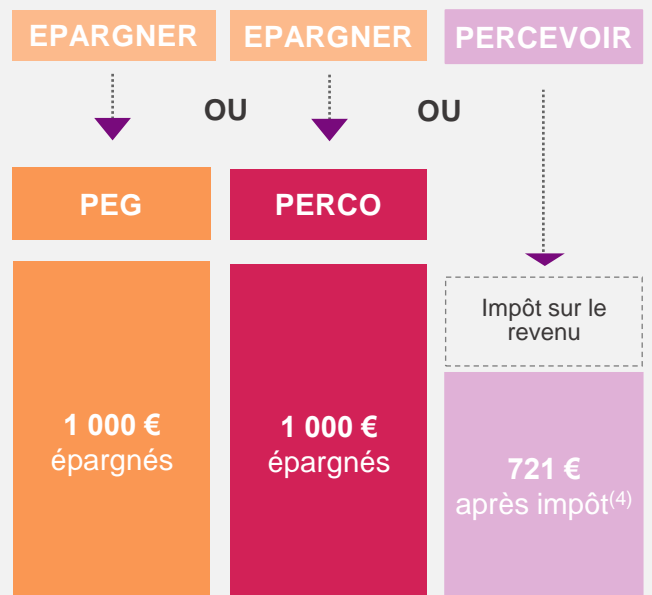 EPARGNER
EPARGNER
PERCEVOIR
OU
OU
PEG
PERCO
Impôt sur le
revenu
1 000 €
épargnés
1 000 €
épargnés
721 €
après impôt(4)